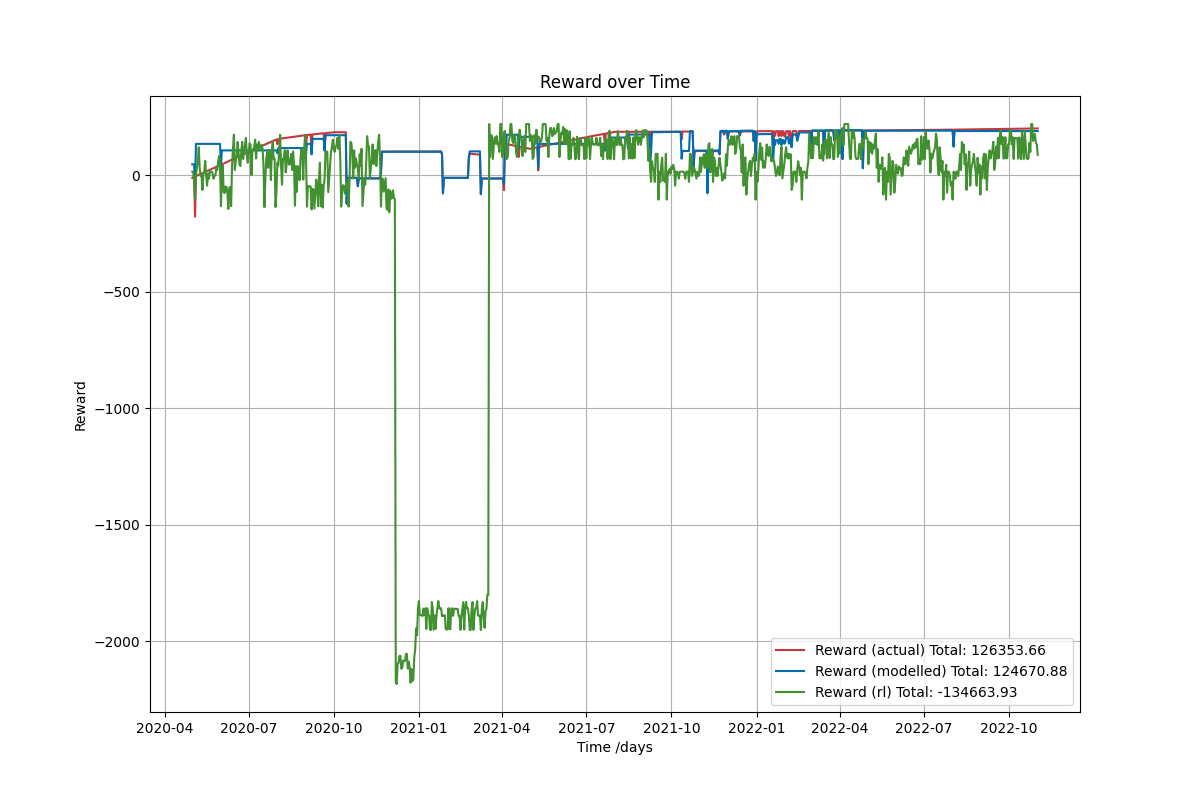 Reward over Time
Reward
0
−500
−1000
−1500
−2000
Reward (actual) Total: 126353.66
Reward (modelled) Total: 124670.88
Reward (rl) Total: -134663.93
2020-04 2020-07 2020-10 2021-01 2021-04 2021-07 2021-10 2022-01 2022-04 2022-07 2022-10
Time /days